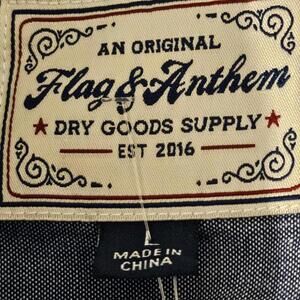 AN ORIGINAL
Flag & Anthem
DRY GOODS SUPPLY
EST 2016
L
MADE IN
CHINA